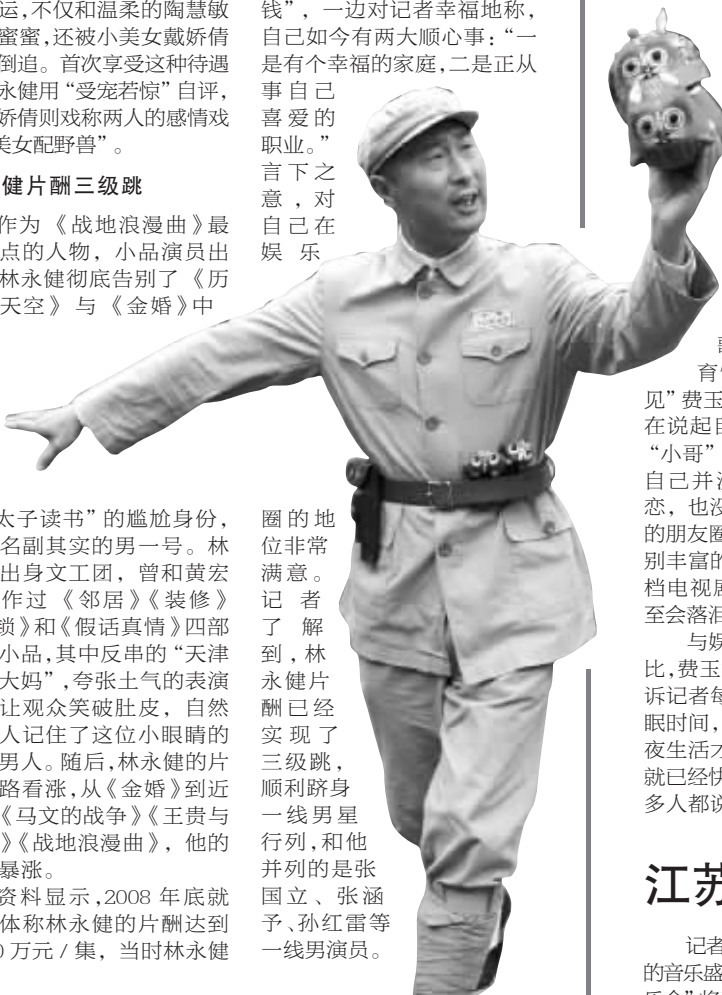 运,不仅和温柔的陶慧敏
蜜蜜,还被小美女戴娇倩
倒追。首次享受这种待遇
永健用“受宠若惊”自评,
娇倩则戏称两人的感情戏
美女配野兽”。
健片酬三级跳
作为《战地浪漫曲》最
点的人物，小品演员出
林永健彻底告别了《历
天空》与《金婚》中
太子读书”的尴尬身份，
名副其实的男一号。林
出身文工团，曾和黄宏
作过《邻居》《装修》
锁》和《假话真情》四部
小品,其中反串的“天津
大妈”,夸张土气的表演
让观众笑破肚皮，自然
人记住了这位小眼睛的
男人。随后,林永健的片
路看涨,从《金婚》到近
《马文的战争》《王贵与
》《战地浪漫曲》，他的
暴涨。
资料显示,2008 年底就
体称林永健的片酬达到
0 万元 / 集，当时林永健
钱”，一边对记者幸福地称，
自己如今有两大顺心事：“一
是有个幸福的家庭,二是正从
事自己
喜爱的
职业。”
言下之
意，对
自己在
娱乐
圈的地
位非常
满意。
记者
了解
到，林
永健片
酬已经
实现了
三级跳，
顺利跻身
一线男星
行列,和他
并列的是张
国立、张涵
予、孙红雷等
一线男演员。
见”费玉
在说起自
“小哥”
自己并没
恋，也没
的朋友圈
别丰富的
档电视剧
至会落泪
与娱
比,费玉
诉记者每
眠时间，
夜生活才
就已经快
多人都说
江苏
记者
的音乐盛